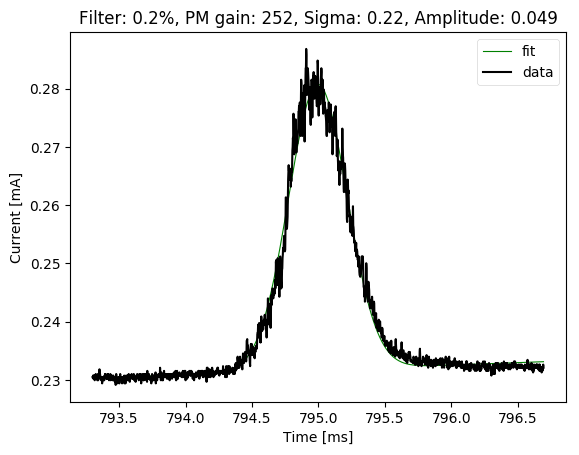 Filter: 0.2%, PM gain: 252, Sigma: 0.22, Amplitude: 0.049
fit
data
0.28
0.27
0.26
0.25
0.24
0.23
Current [mA]
793.5 794.0 794.5 795.0 795.5 796.0 796.5
Time [ms]